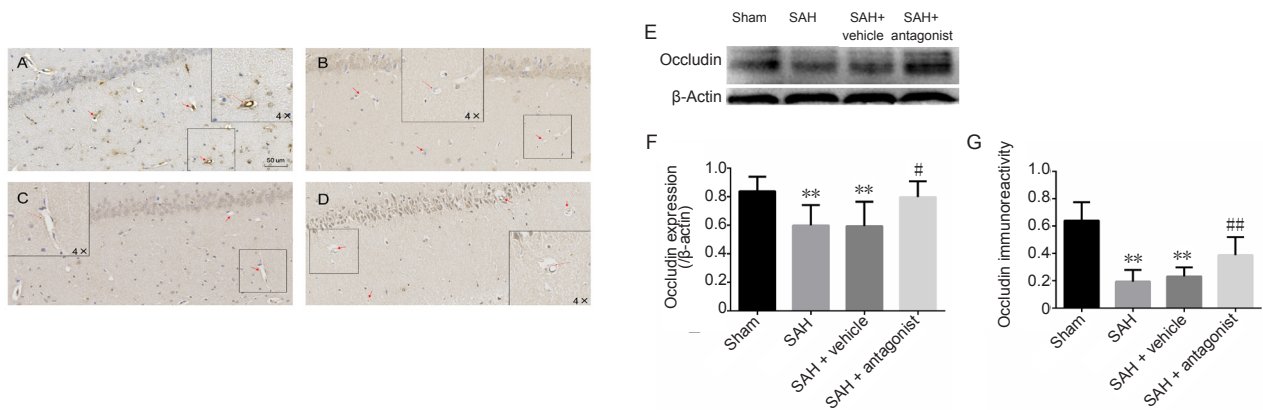 A
4 ×
50 um
B
4 ×
C
4 ×
D
4 ×
E
Sham
SAH
SAH+
vehicle
SAH+
antagonist
Occludin
β-Actin
F
Occludin expression
(/β-actin)
1.0
0.8
0.6
0.4
0.2
0
**
**
#
Sham
SAH
SAH + vehicle
SAH + antagonist
G
Occludin immunoreactivity
1.0
0.8
0.6
0.4
0.2
0
**
**
##
Sham
SAH
SAH + vehicle
SAH + antagonist